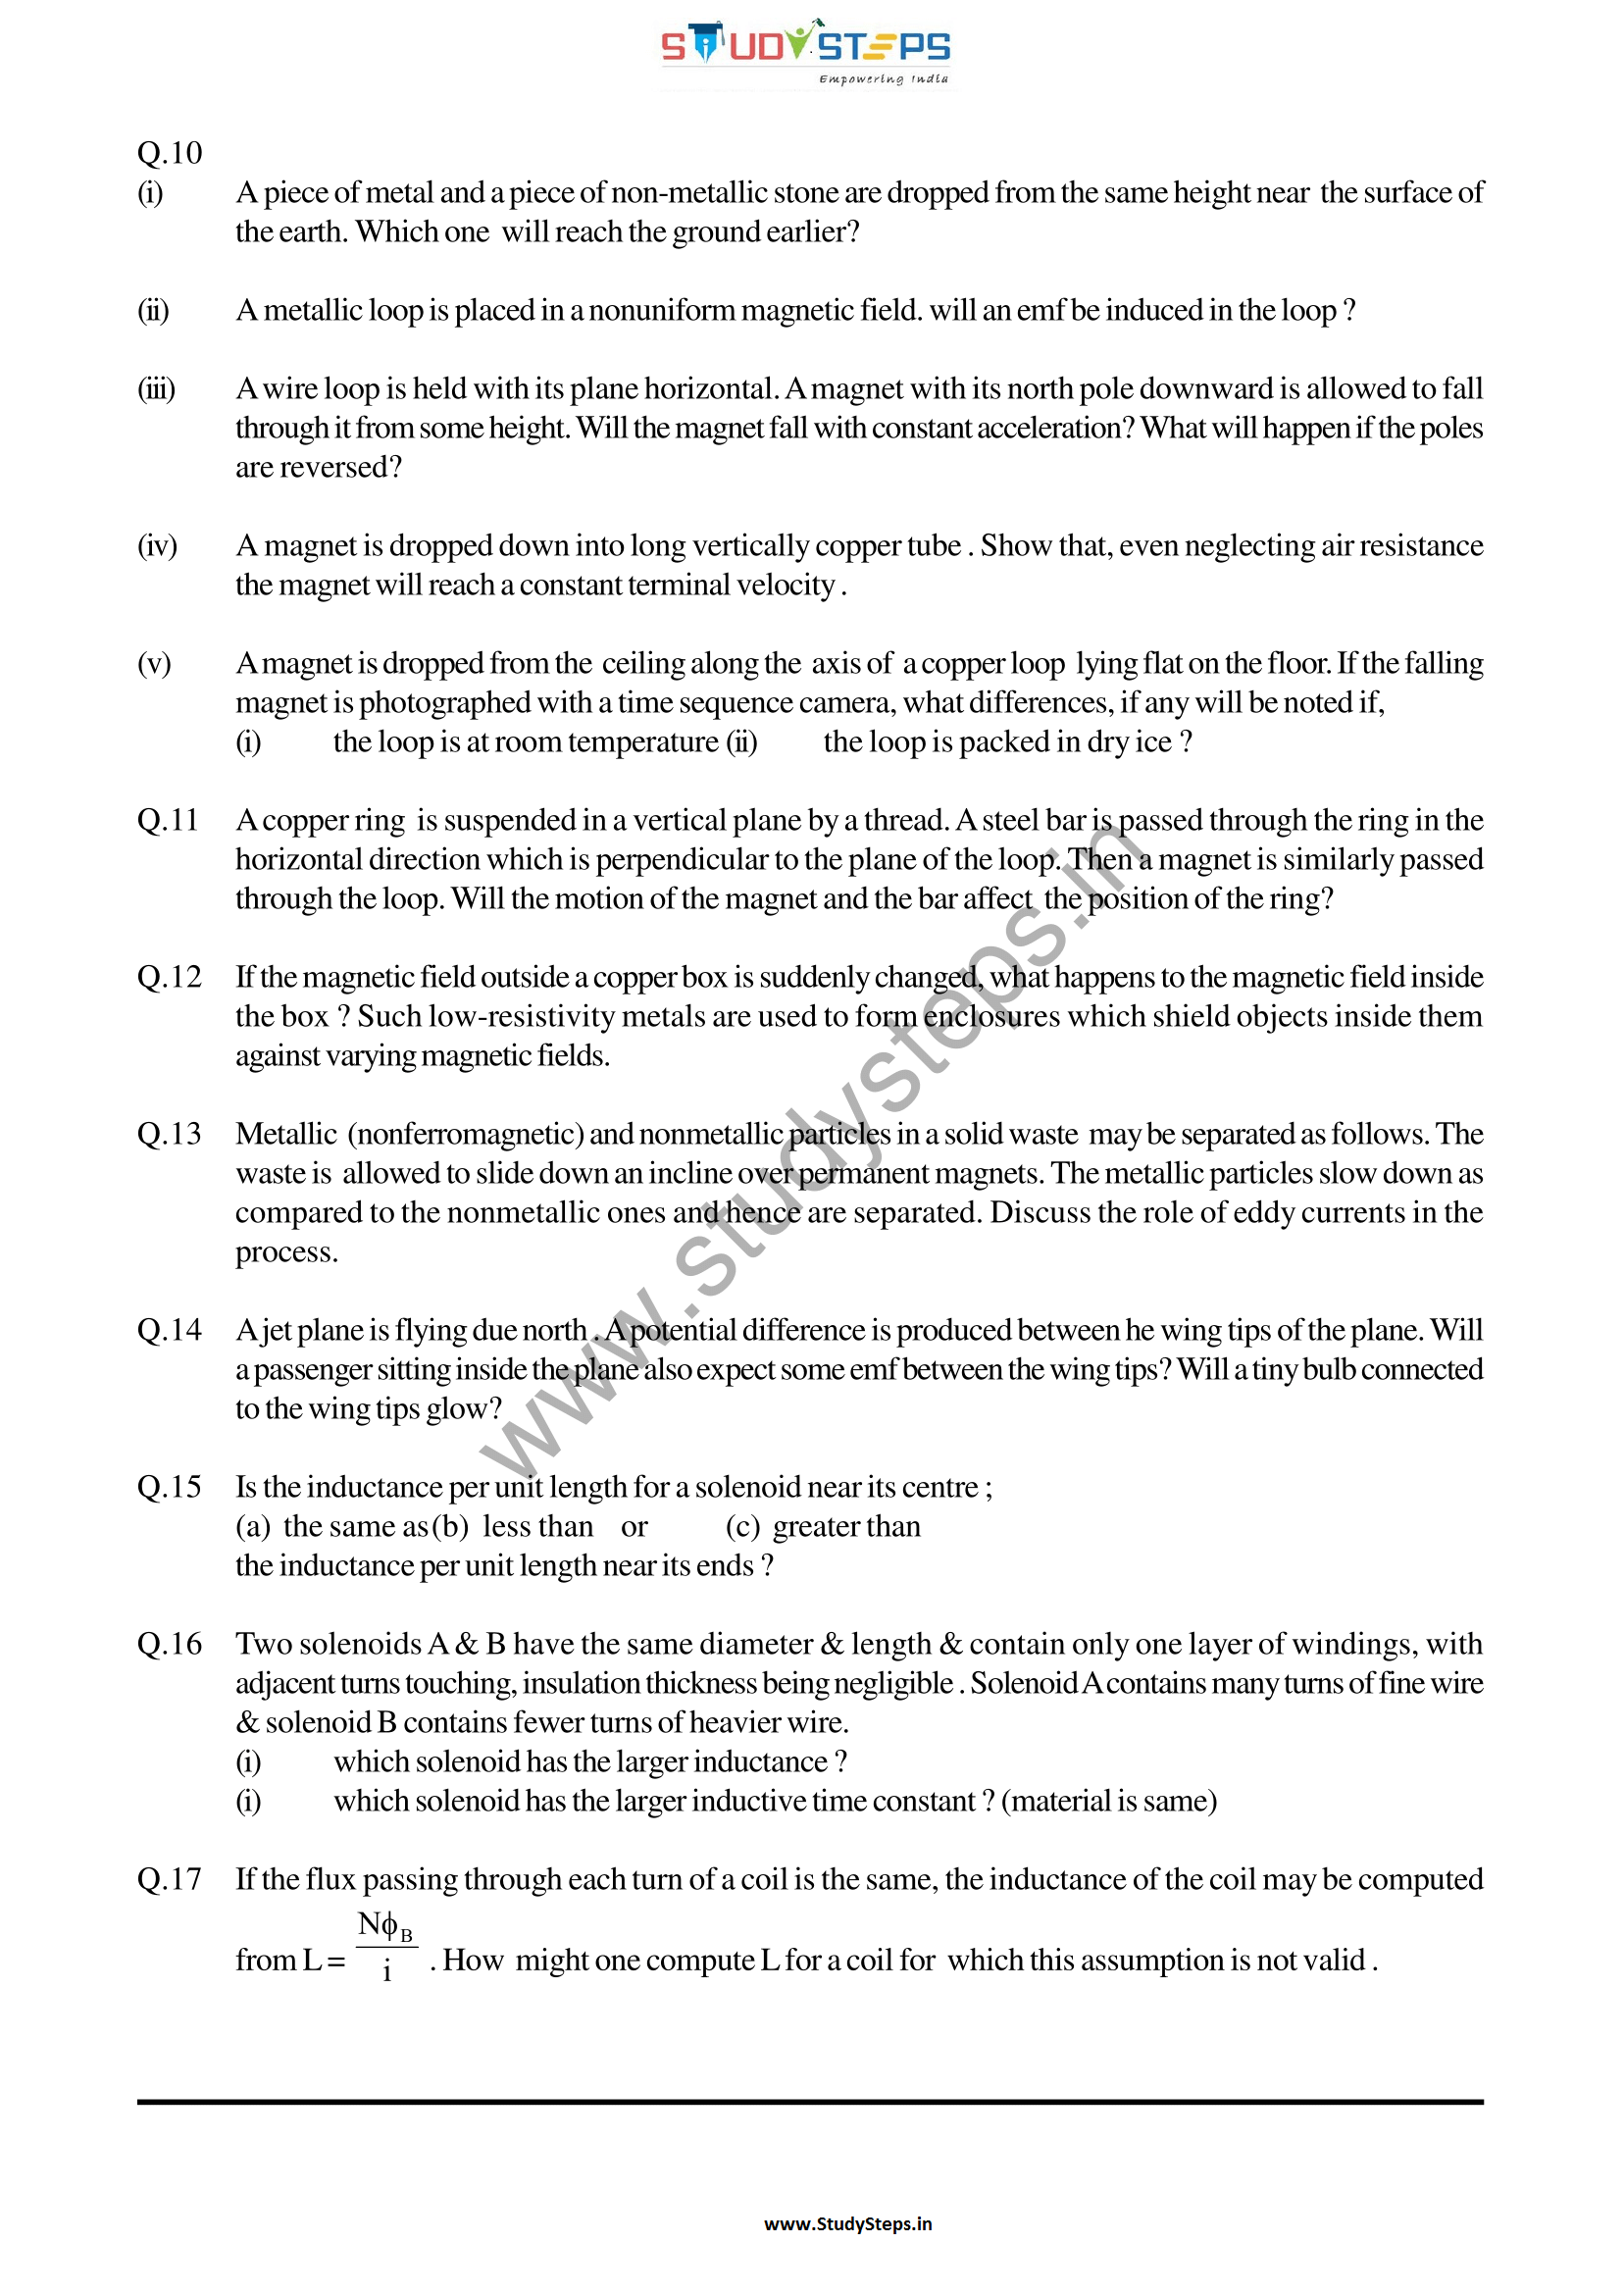 STUDYSTEPS
Empowering India
Q.10
(i) A piece of metal and a piece of non-metallic stone are dropped from the same height near the surface of
the earth. Which one will reach the ground earlier?
(ii) A metallic loop is placed in a nonuniform magnetic field. will an emf be induced in the loop ?
(iii) A wire loop is held with its plane horizontal. A magnet with its north pole downward is allowed to fall
through it from some height. Will the magnet fall with constant acceleration? What will happen if the poles
are reversed?
(iv) A magnet is dropped down into long vertically copper tube . Show that, even neglecting air resistance
the magnet will reach a constant terminal velocity .
(v) A magnet is dropped from the ceiling along the axis of a copper loop lying flat on the floor. If the falling
magnet is photographed with a time sequence camera, what differences, if any will be noted if,
(i) the loop is at room temperature (ii) the loop is packed in dry ice ?
Q.11 A copper ring is suspended in a vertical plane by a thread. A steel bar is passed through the ring in the
horizontal direction which is perpendicular to the plane of the loop. Then a magnet is similarly passed
through the loop. Will the motion of the magnet and the bar affect the position of the ring?
Q.12 If the magnetic field outside a copper box is suddenly changed, what happens to the magnetic field inside
the box ? Such low-resistivity metals are used to form enclosures which shield objects inside them
against varying magnetic fields.
Q.13 Metallic (nonferromagnetic) and nonmetallic particles in a solid waste may be separated as follows. The
waste is allowed to slide down an incline over permanent magnets. The metallic particles slow down as
compared to the nonmetallic ones and hence are separated. Discuss the role of eddy currents in the
process.
Q.14 A jet plane is flying due north . A potential difference is produced between he wing tips of the plane. Will
a passenger sitting inside the plane also expect some emf between the wing tips? Will a tiny bulb connected
to the wing tips glow?
Q.15 Is the inductance per unit length for a solenoid near its centre ;
(a) the same as (b) less than or (c) greater than
the inductance per unit length near its ends ?
Q.16 Two solenoids A & B have the same diameter & length & contain only one layer of windings, with
adjacent turns touching, insulation thickness being negligible . Solenoid A contains many turns of fine wire
& solenoid B contains fewer turns of heavier wire.
(i) which solenoid has the larger inductance ?
(i) which solenoid has the larger inductive time constant ? (material is same)
Q.17 If the flux passing through each turn of a coil is the same, the inductance of the coil may be computed
from L = Nϕ_B / i . How might one compute L for a coil for which this assumption is not valid .
www.studysteps.in
www.StudySteps.in